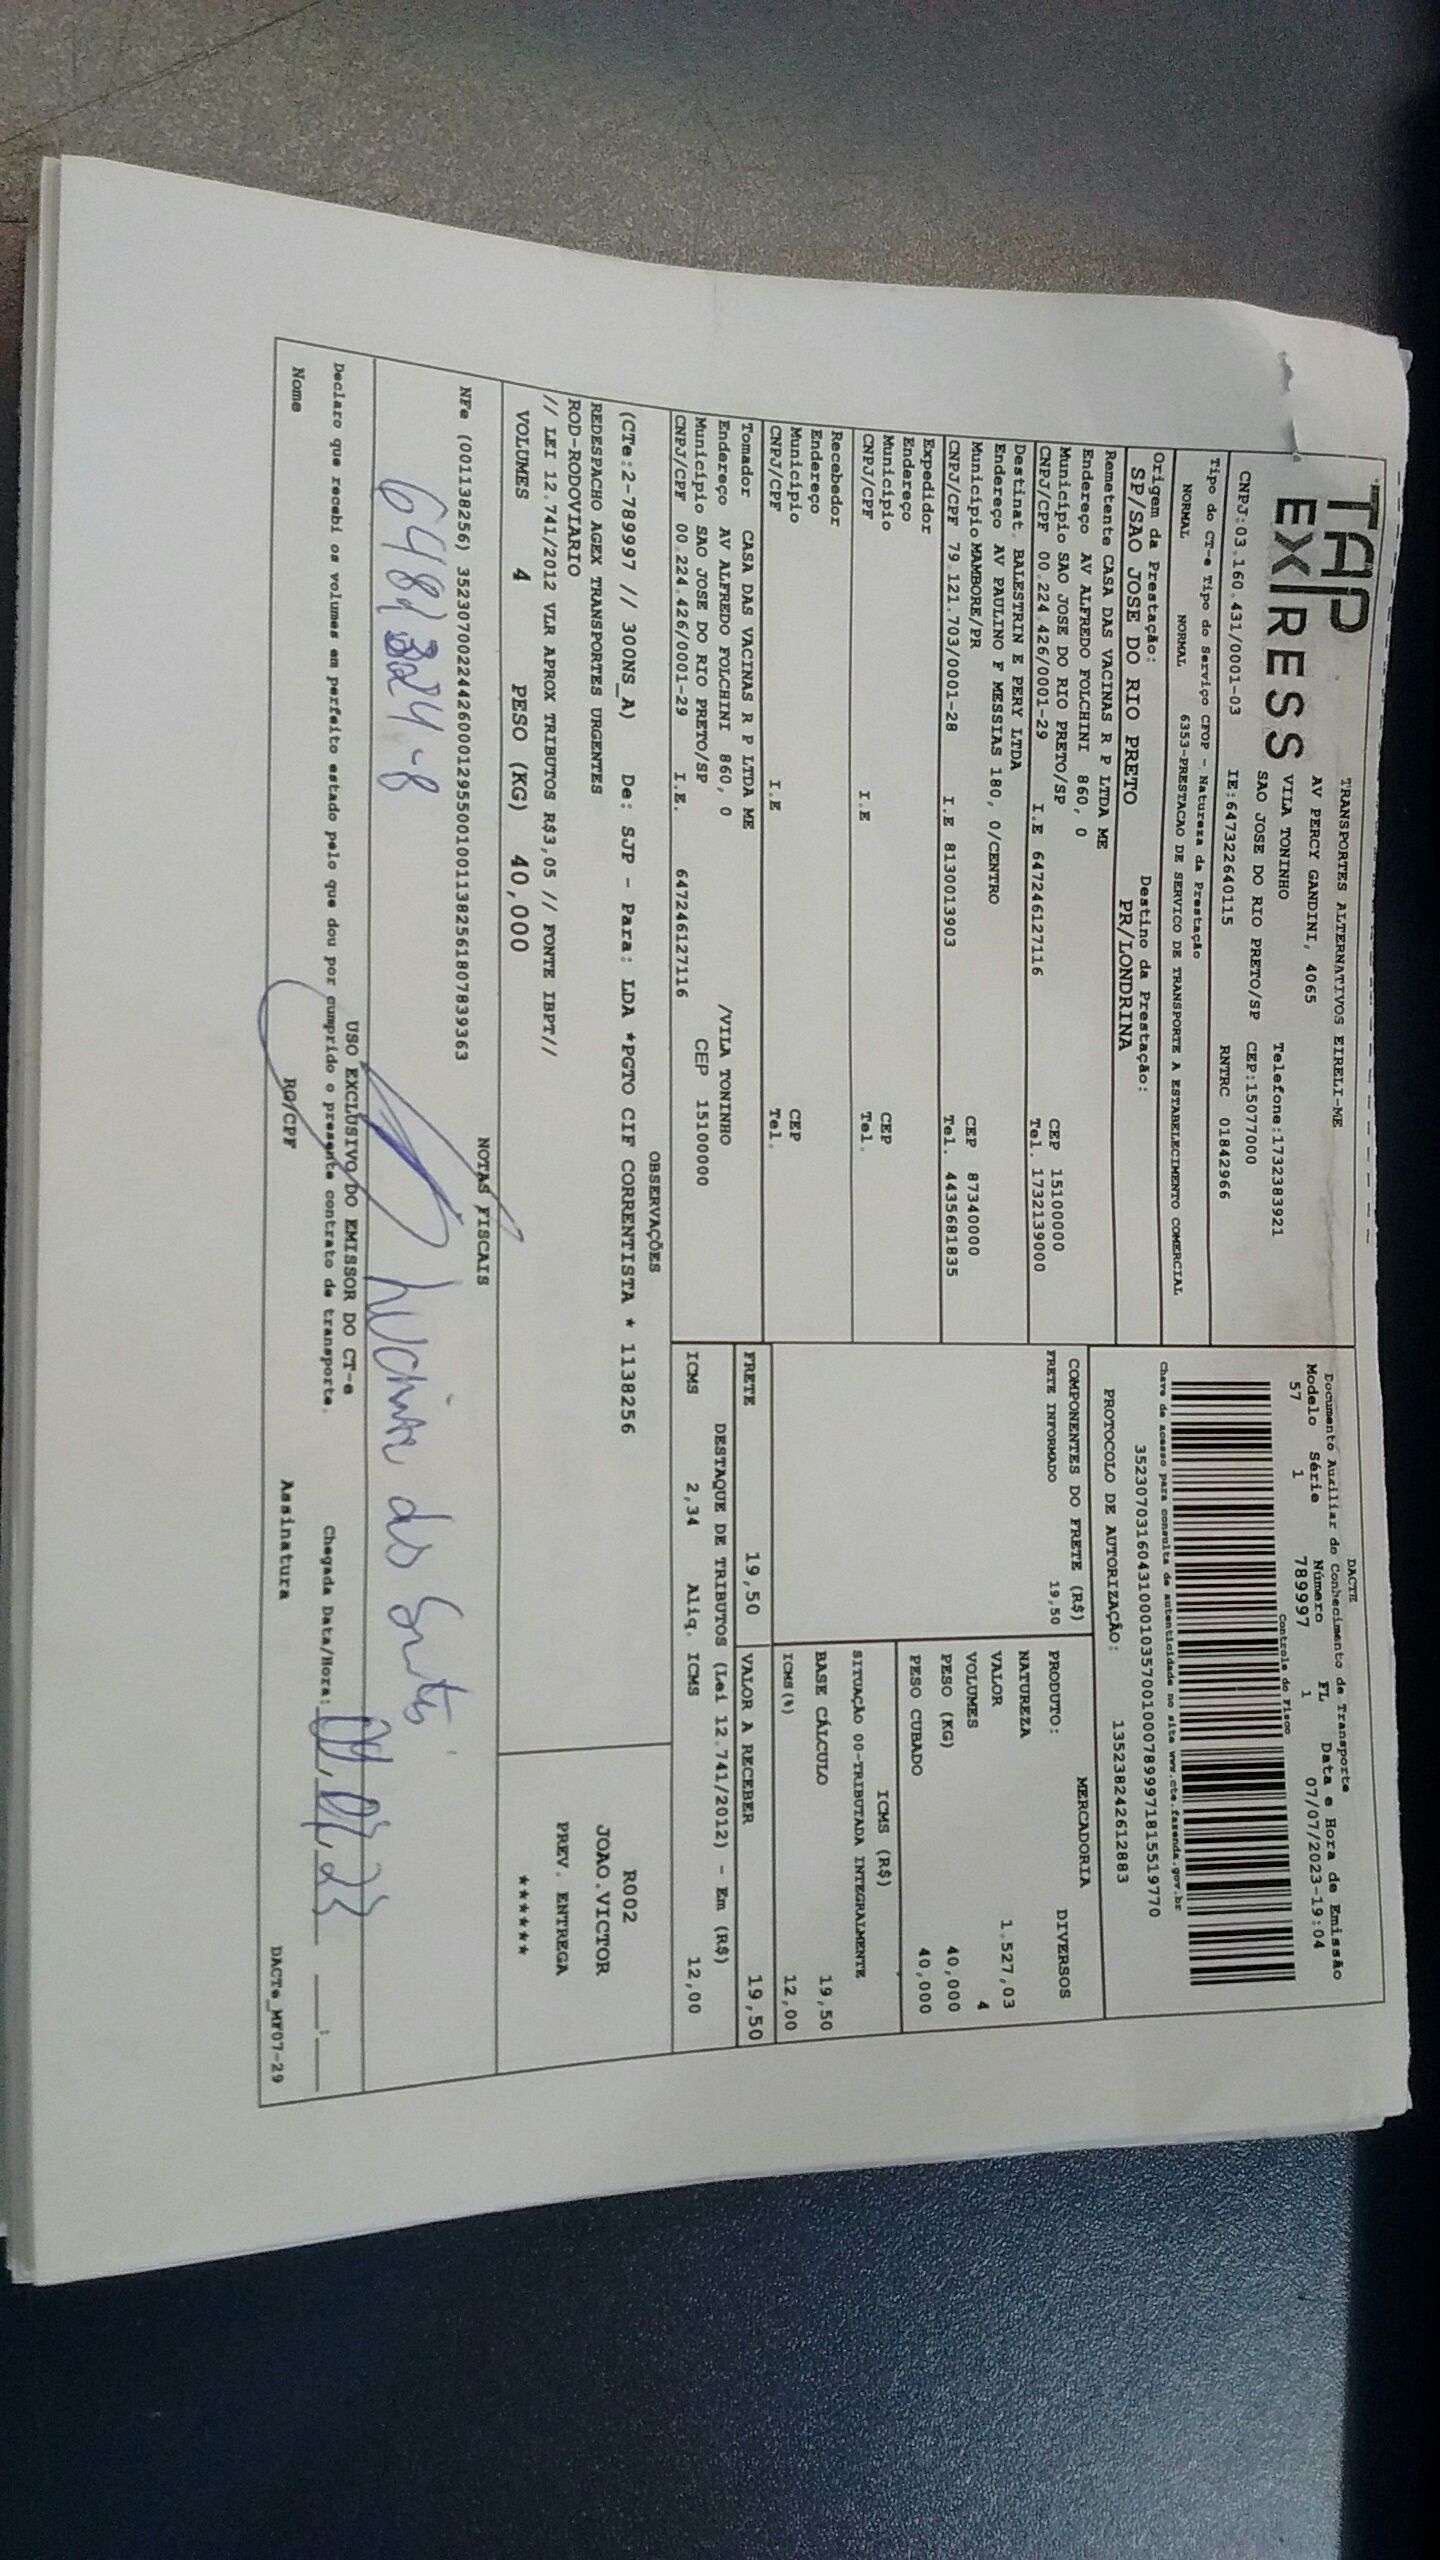 TAP
EXPRESS
TRANSPORTES ALTERNATIVOS EIRELI-ME
AV PERCY GANDINI, 4065
VILA TONINHO Telefone:1732383921
SAO JOSE DO RIO PRETO/SP CEP:15077000
CNPJ:03.160.431/0001-03 IE:647322640115 RNTRC 01842966
DACTE
Documento Auxiliar do Conhecimento de Transporte
Modelo Série Número FL Data e Hora de Emissão
57 1 789997 1 07/07/2023-19:04
Controle do Fisco
Chave de acesso para consulta de autenticidade no site www.cte.fazenda.gov.br
35230703160431000103570010007899971815519770
PROTOCOLO DE AUTORIZAÇÃO: 135238242612883
Tipo do CT-e Tipo do Serviço CFOP - Natureza da Prestação
NORMAL NORMAL 6353-PRESTACAO DE SERVICO DE TRANSPORTE A ESTABELECIMENTO COMERCIAL
Origem da Prestação: Destino da Prestação:
SP/SAO JOSE DO RIO PRETO PR/LONDRINA
Remetente CASA DAS VACINAS R P LTDA ME
Endereço AV ALFREDO FOLCHINI 860, 0
Município SAO JOSE DO RIO PRETO/SP CEP 15100000
CNPJ/CPF 00.224.426/0001-29 I.E 647246127116 Tel. 1732139000
Destinat. BALESTRIN E PERY LTDA
Endereço AV PAULINO F MESSIAS 180, 0/CENTRO
Município MAMBORE/PR CEP 87340000
CNPJ/CPF 79.121.703/0001-28 I.E 8130013903 Tel. 4435681835
Expedidor
Endereço
Município CEP
CNPJ/CPF I.E Tel.
Recebedor
Endereço
Município CEP
CNPJ/CPF I.E Tel.
Tomador CASA DAS VACINAS R P LTDA ME
Endereço AV ALFREDO FOLCHINI 860, 0 /VILA TONINHO
Município SAO JOSE DO RIO PRETO/SP CEP 15100000
CNPJ/CPF 00.224.426/0001-29 I.E. 647246127116
COMPONENTES DO FRETE (R$)
FRETE INFORMADO 19,50
MERCADORIA
PRODUTO: DIVERSOS
NATUREZA
VALOR 1.527,03
VOLUMES 4
PESO (KG) 40,000
PESO CUBADO 40,000
ICMS (R$)
SITUAÇÃO 00-TRIBUTADA INTEGRALMENTE
BASE CÁLCULO 19,50
ICMS(%) 12,00
FRETE 19,50 VALOR A RECEBER 19,50
DESTAQUE DE TRIBUTOS (Lei 12.741/2012) - Em (R$)
ICMS 2,34 Aliq. ICMS 12,00
OBSERVAÇÕES
(CTe:2-789997 // 300NS_A) De: SJP - Para: LDA *PGTO CIF CORRENTISTA * 1138256
REDESPACHO AGEX TRANSPORTES URGENTES
ROD-RODOVIARIO
// LEI 12.741/2012 VLR APROX TRIBUTOS R$3,05 // FONTE IBPT//
VOLUMES 4 PESO (KG) 40,000
R002
JOAO.VICTOR
PREV. ENTREGA
******
NOTAS FISCAIS
NFe (001138256) 35230700224426000129550010011382561807839363
dos Santos
USO EXCLUSIVO DO EMISSOR DO CT-e
Declaro que recebi os volumes em perfeito estado pelo que dou por cumprido o presente contrato de transporte. Chegada Data/Hora:
Nome RG/CPF Assinatura
DACTe_MF07-29